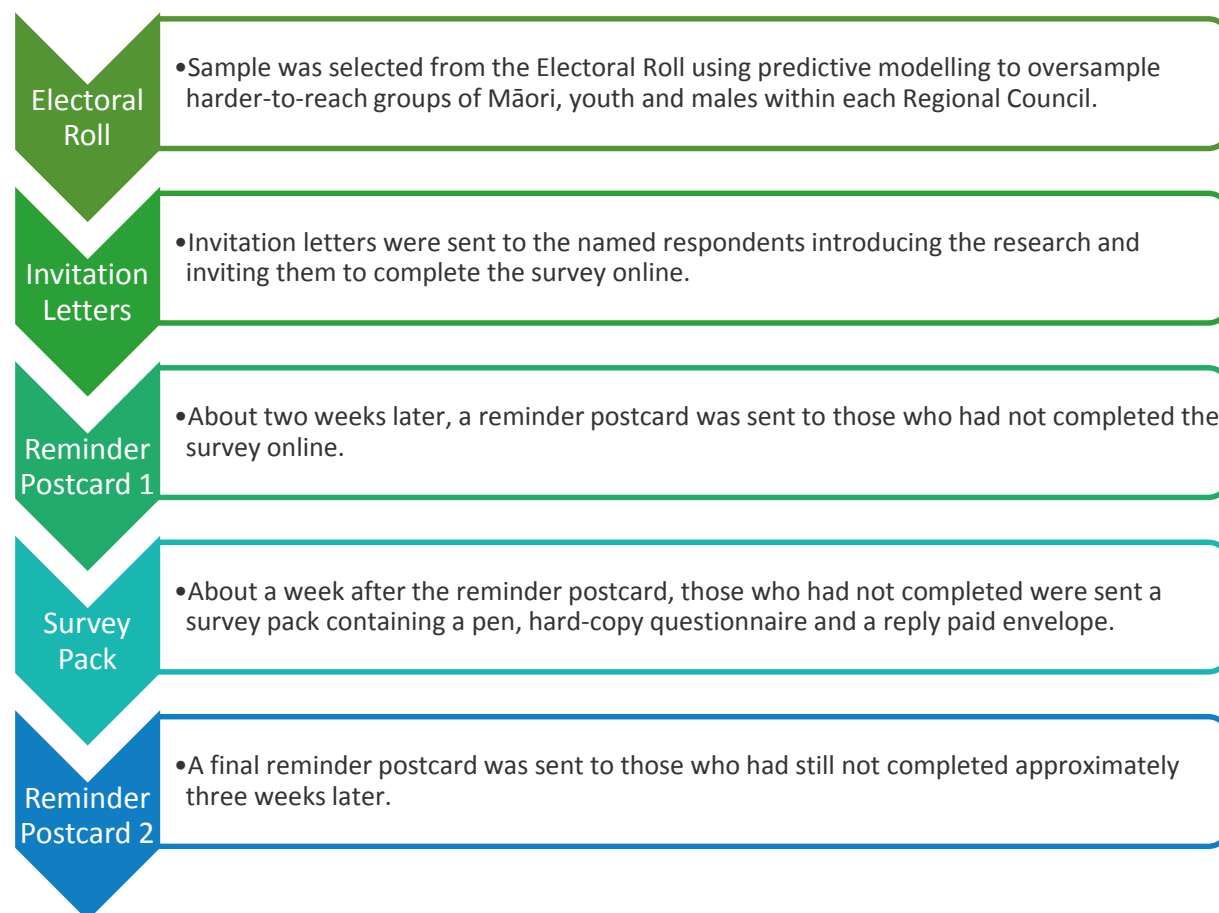 Electoral
Roll
•Sample was selected from the Electoral Roll using predictive modelling to oversample
harder-to-reach groups of Māori, youth and males within each Regional Council.
Invitation
Letters
•Invitation letters were sent to the named respondents introducing the research and
inviting them to complete the survey online.
Reminder
Postcard 1
•About two weeks later, a reminder postcard was sent to those who had not completed the
survey online.
Survey
Pack
•About a week after the reminder postcard, those who had not completed were sent a
survey pack containing a pen, hard-copy questionnaire and a reply paid envelope.
Reminder
Postcard 2
•A final reminder postcard was sent to those who had still not completed approximately
three weeks later.